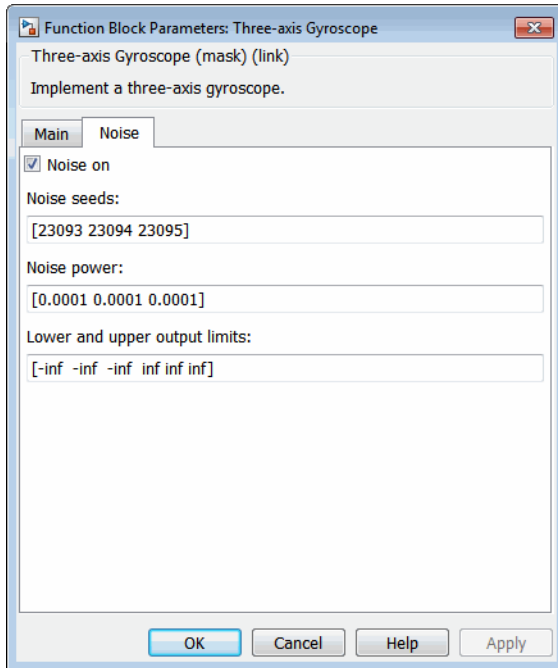 Function Block Parameters: Three-axis Gyroscope
Three-axis Gyroscope (mask) (link)
Implement a three-axis gyroscope.
Main Noise
Noise on
Noise seeds:
[23093 23094 23095]
Noise power:
[0.0001 0.0001 0.0001]
Lower and upper output limits:
[-inf -inf -inf inf inf inf]
OK Cancel Help Apply